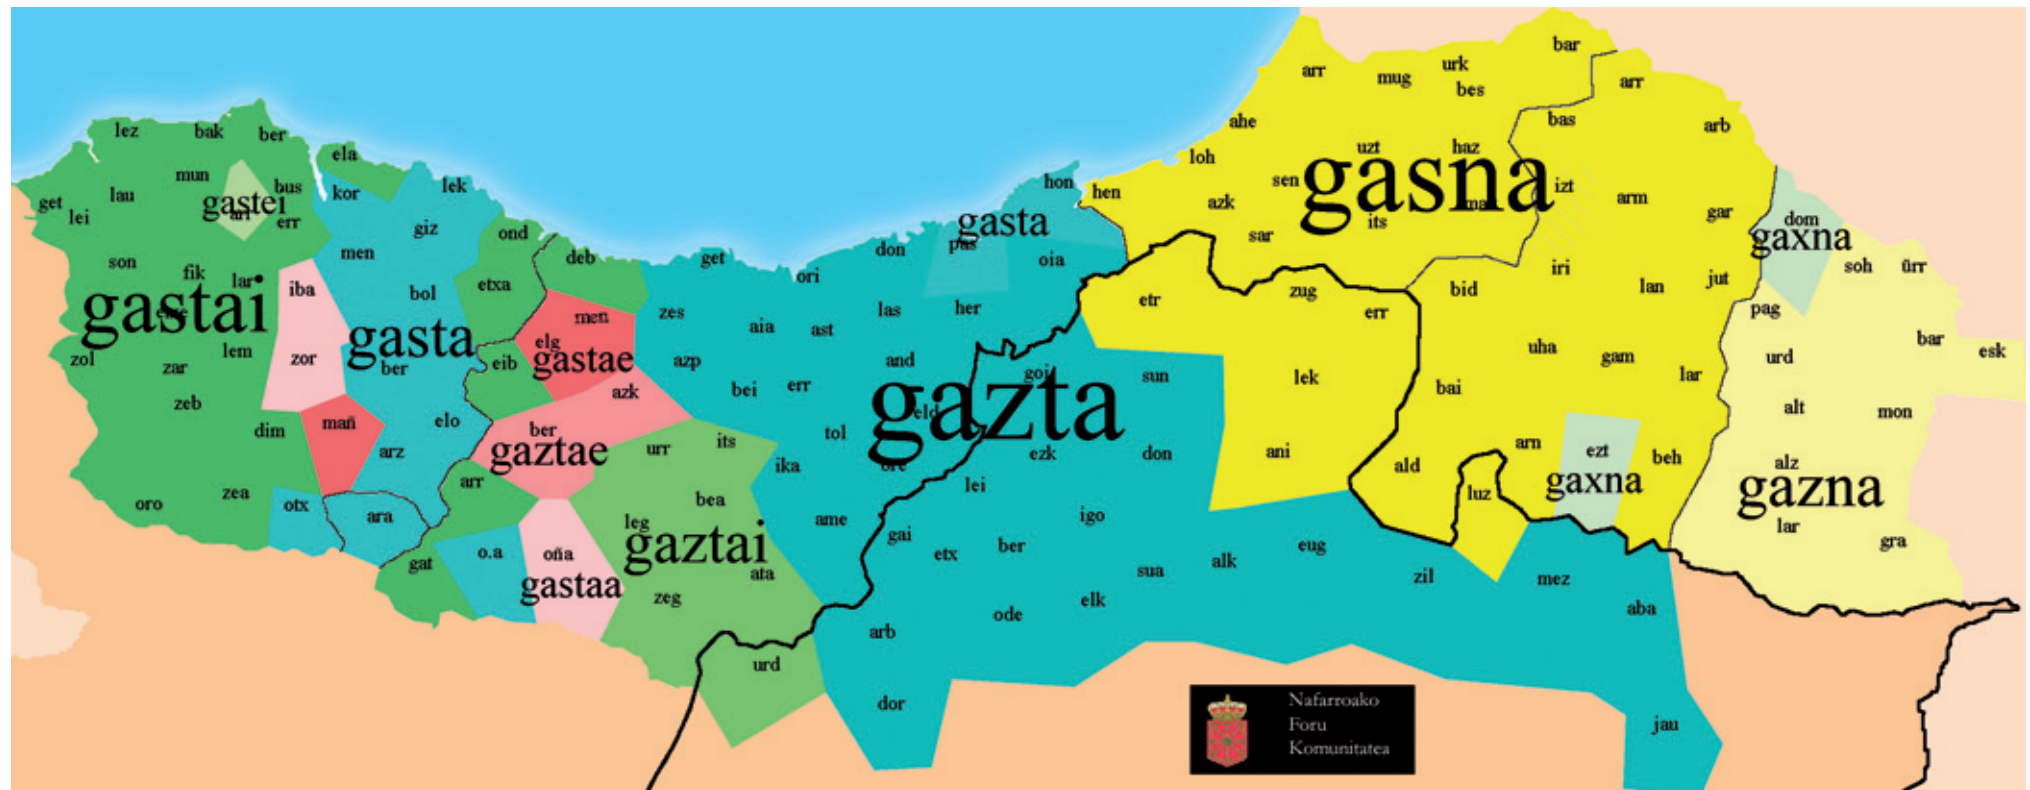 bar
arr
mug
urk
bes
arr
lez
bak
ber
ahe
bas
arb
ela
loh
uzt
haz
mun
bus
kor
lek
hon
hen
sen
gasna
izt
get
lau
lei
gastei
err
giz
gasta
azk
its
arm
gar
dom
gaxna
ond
pas
sar
men
don
oia
son
fik
lar
deb
get
ori
iri
lan
jut
soh
ürr
gastai
iba
bol
etxa
zes
las
her
etr
zug
err
bid
pag
men
aia
ast
gasta
elg
gastae
zol
zar
lem
zor
ber
eib
azp
and
goi
sun
uha
gam
lar
urd
bar
esk
zeb
azk
bei
err
gazta
eld
lek
bai
alt
mon
dim
mañ
elo
ber
gaztae
arz
urr
its
tol
ika
ore
ezk
don
ani
ald
arn
ezt
gaxna
beh
alz
gazna
oro
zea
otx
ara
arr
bea
ame
lei
igo
luz
lar
gra
leg
gaztai
gat
o.a
oña
gastaa
ata
zeg
gai
etx
ber
sua
alk
eug
zil
mez
ode
elk
aba
arb
urd
dor
jau
Nafarroako
Foru
Komunitatea